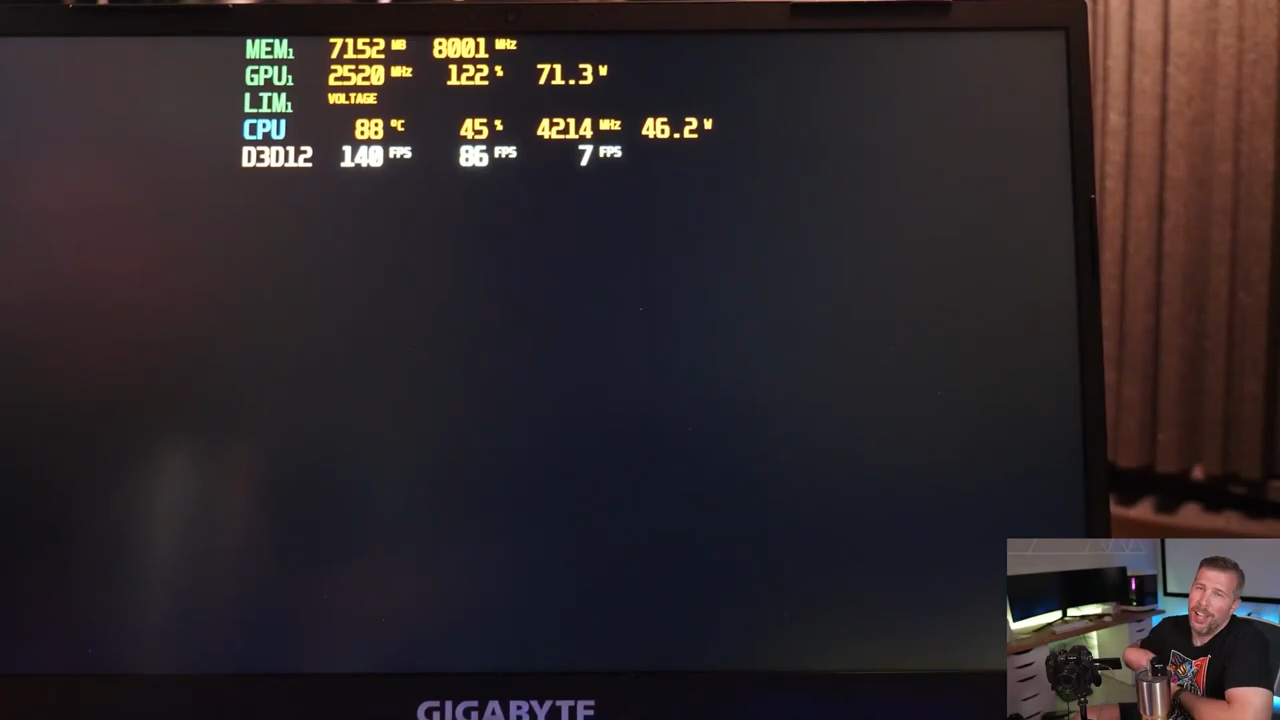 MEM1 7152 MB 8001 MHz
GPU1 2520 MHz 122 % 71.3 W
LIM1 VOLTAGE
CPU 88 °C 45 % 4214 MHz 46.2 W
D3D12 140 FPS 86 FPS 7 FPS
GIGABYTE